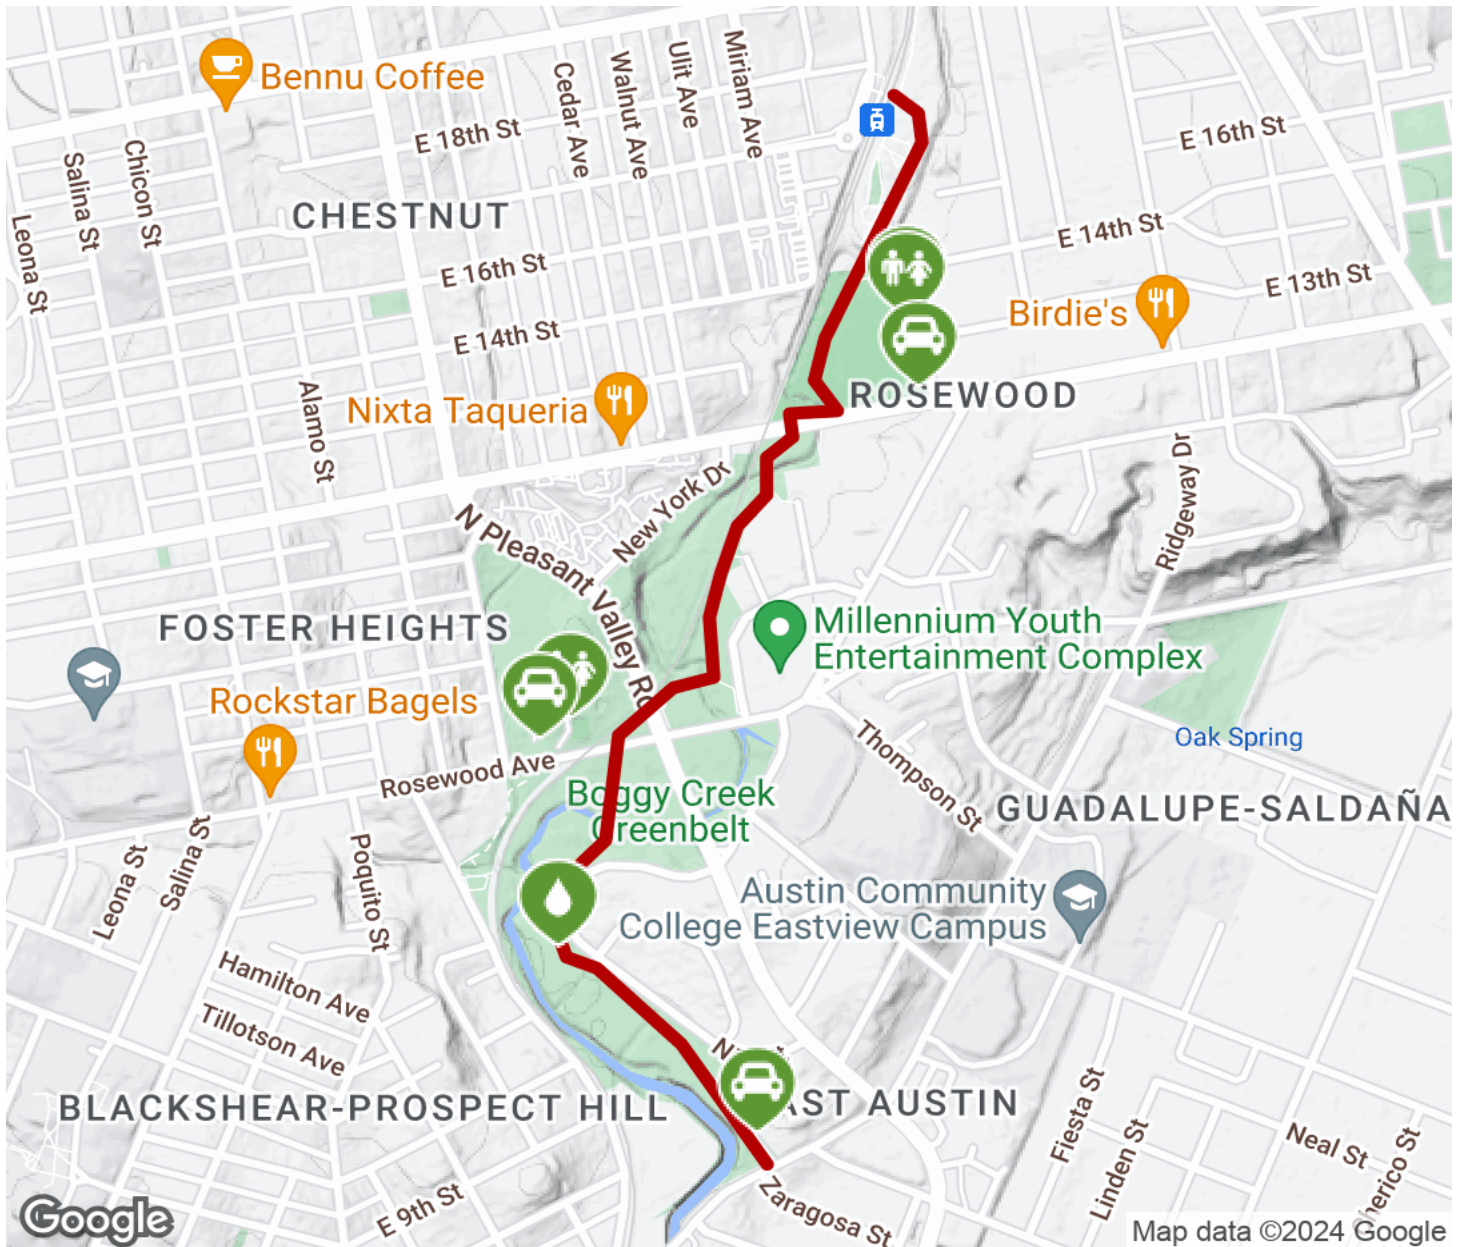 Bennu Coffee
Cedar Ave
Walnut Ave
Ulit Ave
Miriam Ave
E 18th St
E 16th St
Salina St
Chicon St
Leona St
CHESTNUT
E 14th St
E 16th St
E 13th St
Birdie's
E 14th St
Alamo St
Nixta Taqueria
ROSEWOOD
New York Dr
Ridgeway Dr
N Pleasant Valley Rd
FOSTER HEIGHTS
Millennium Youth
Entertainment Complex
Rockstar Bagels
Oak Spring
Rosewood Ave
Thompson St
Boggy Creek
Greenbelt
GUADALUPE-SALDAÑA
Leona St
Salina St
Poquito St
Austin Community
College Eastview Campus
Hamilton Ave
Tillotson Ave
BLACKSHEAR-PROSPECT HILL
AST AUSTIN
Fiesta St
Linden St
Neal St
E 9th St
Zaragosa St
Google
Map data ©2024 Google